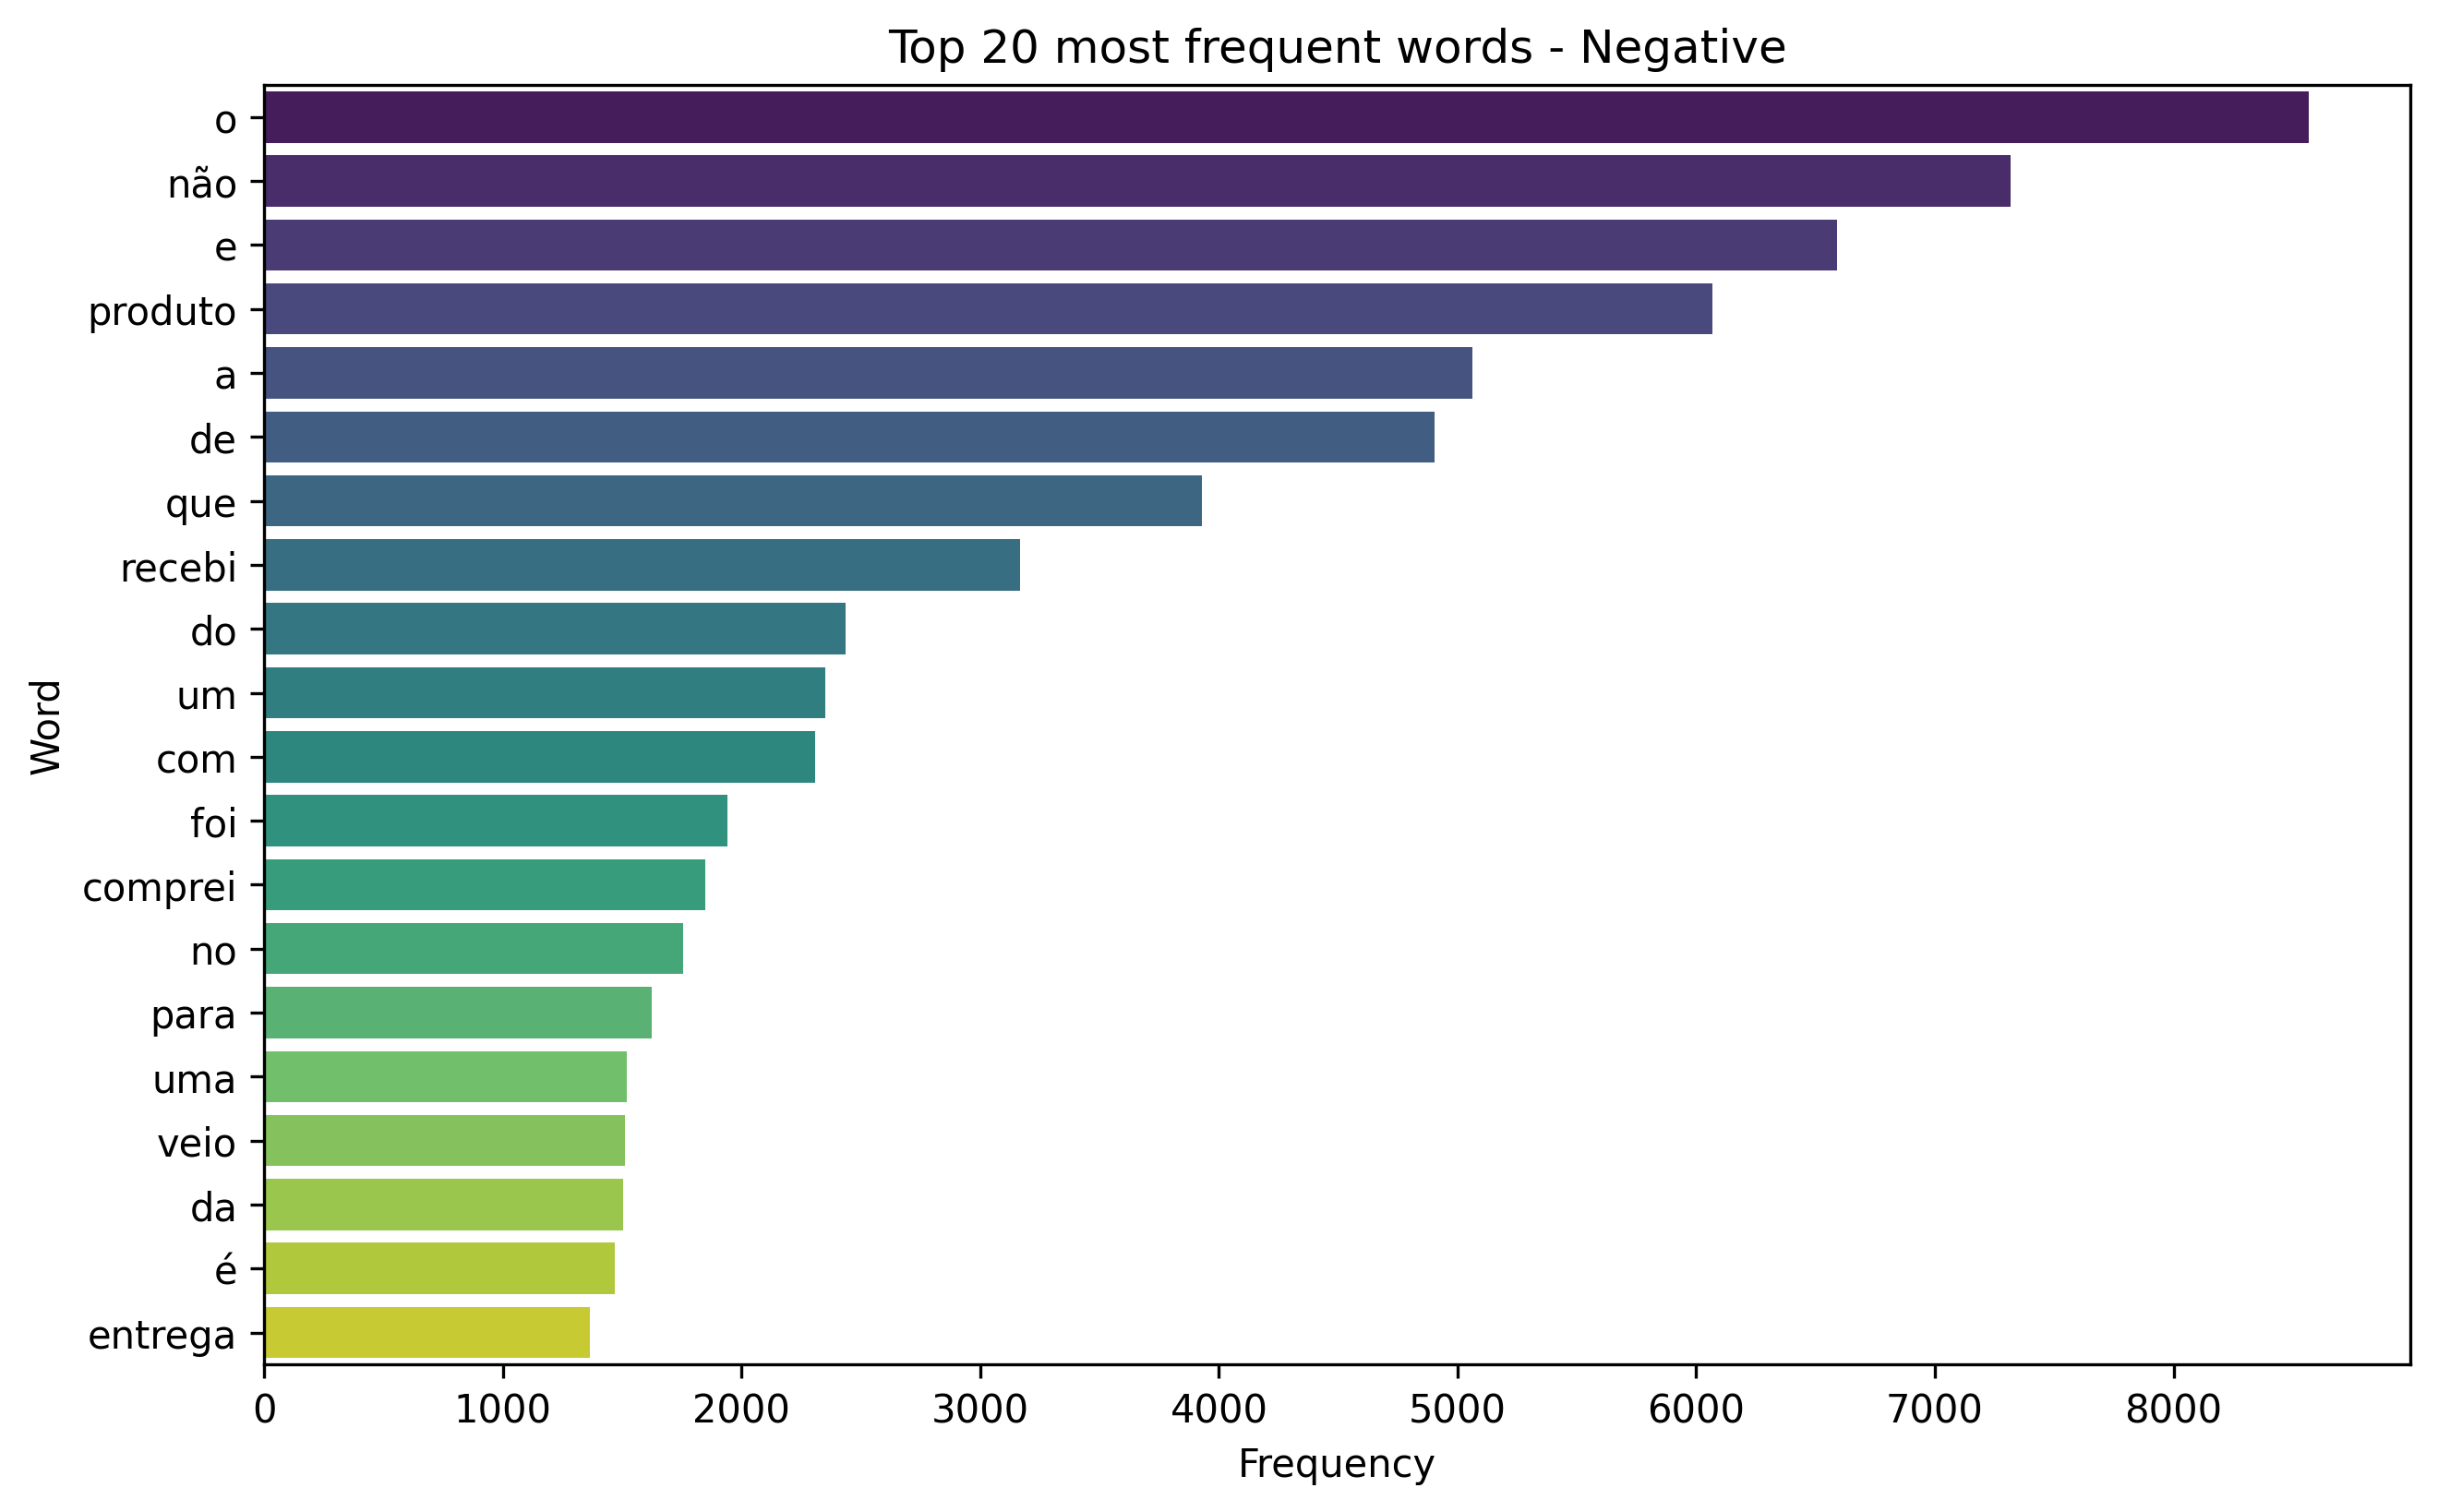 Top 20 most frequent words - Negative
o
não
e
produto
a
de
que
recebi
do
um
com
foi
comprei
no
para
uma
veio
da
é
entrega
Word
0 1000 2000 3000 4000 5000 6000 7000 8000
Frequency